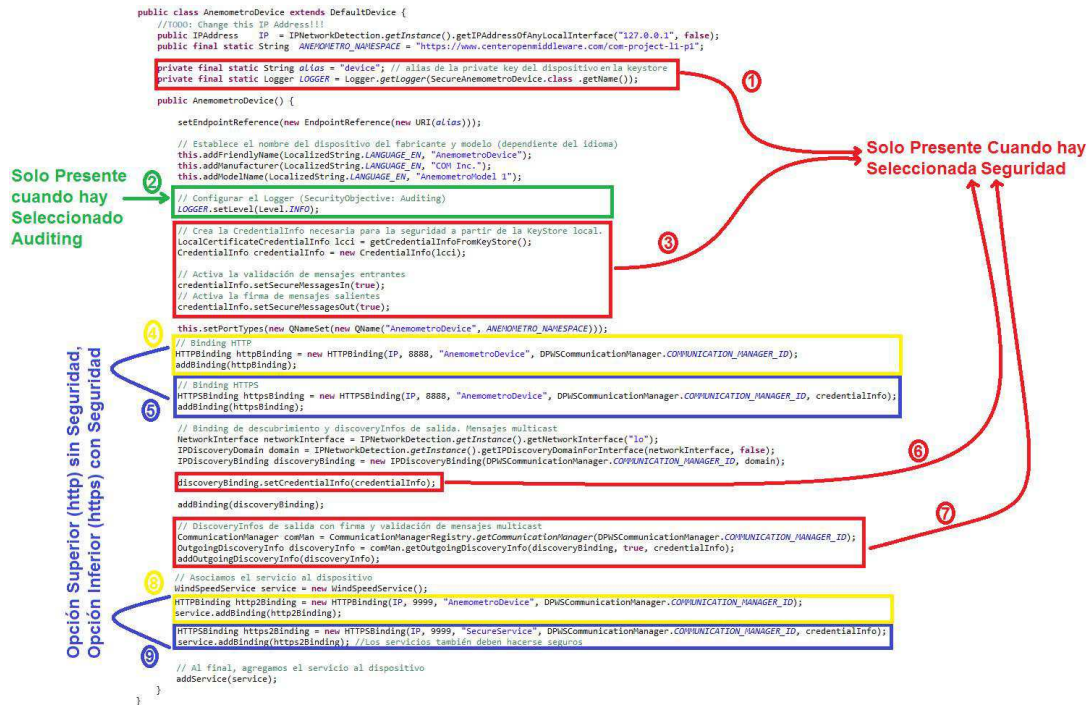 public class AnemometroDevice extends DefaultDevice {
//TODO: Change this IP Address!!!
public IPAddress IP = IPNetworkDetection.getInstance().getIPAddressOfAnyLocalInterface("127.0.0.1", false);
public final static String ANEMOMETRO_NAMESPACE = "https://www.centeropenmiddleware.com/com-project-l1-p1";
private final static String alias = "device"; // alias de la private key del dispositivo en la keystore
private final static Logger LOGGER = Logger.getLogger(SecureAnemometroDevice.class .getName());
1
public AnemometroDevice() {
setEndpointReference(new EndpointReference(new URI(alias)));
// Establece el nombre del dispositivo del fabricante y modelo (dependiente del idioma)
this.addFriendlyName(LocalizedString.LANGUAGE_EN, "AnemometroDevice");
this.addManufacturer(LocalizedString.LANGUAGE_EN, "COM Inc.");
this.addModelName(LocalizedString.LANGUAGE_EN, "AnemometroModel 1");
Solo Presente Cuando hay
Seleccionada Seguridad
Solo Presente
cuando hay
Seleccionado
Auditing
2
// Configurar el Logger (SecurityObjective: Auditing)
LOGGER.setLevel(Level.INFO);
// Crea la CredentialInfo necesaria para la seguridad a partir de la KeyStore local.
LocalCertificateCredentialInfo lcci = getCredentialInfoFromKeyStore();
CredentialInfo credentialInfo = new CredentialInfo(lcci);
3
// Activa la validación de mensajes entrantes
credentialInfo.setSecureMessagesIn(true);
// Activa la firma de mensajes salientes
credentialInfo.setSecureMessagesOut(true);
this.setPortTypes(new QNameSet(new QName("AnemometroDevice", ANEMOMETRO_NAMESPACE)));
4
// Binding HTTP
HTTPBinding httpBinding = new HTTPBinding(IP, 8888, "AnemometroDevice", DPWSCommunicationManager.COMMUNICATION_MANAGER_ID);
addBinding(httpBinding);
5
// Binding HTTPS
HTTPSBinding httpsBinding = new HTTPSBinding(IP, 8888, "AnemometroDevice", DPWSCommunicationManager.COMMUNICATION_MANAGER_ID, credentialInfo);
addBinding(httpsBinding);
Opción Superior (http) sin Seguridad,
Opción Inferior (https) con Seguridad
// Binding de descubrimiento y discoveryInfos de salida. Mensajes multicast
NetworkInterface networkInterface = IPNetworkDetection.getInstance().getNetworkInterface("lo");
IPDiscoveryDomain domain = IPNetworkDetection.getInstance().getIPDiscoveryDomainForInterface(networkInterface, false);
IPDiscoveryBinding discoveryBinding = new IPDiscoveryBinding(DPWSCommunicationManager.COMMUNICATION_MANAGER_ID, domain);
discoveryBinding.setCredentialInfo(credentialInfo);
6
addBinding(discoveryBinding);
7
// DiscoveryInfos de salida con firma y validación de mensajes multicast
CommunicationManager comMan = CommunicationManagerRegistry.getCommunicationManager(DPWSCommunicationManager.COMMUNICATION_MANAGER_ID);
OutgoingDiscoveryInfo discoveryInfo = comMan.getOutgoingDiscoveryInfo(discoveryBinding, true, credentialInfo);
addOutgoingDiscoveryInfo(discoveryInfo);
// Asociamos el servicio al dispositivo
WindSpeedService service = new WindSpeedService();
8
HTTPBinding http2Binding = new HTTPBinding(IP, 9999, "AnemometroDevice", DPWSCommunicationManager.COMMUNICATION_MANAGER_ID);
service.addBinding(http2Binding);
HTTPSBinding https2Binding = new HTTPSBinding(IP, 9999, "SecureService", DPWSCommunicationManager.COMMUNICATION_MANAGER_ID, credentialInfo);
service.addBinding(https2Binding); //Los servicios también deben hacerse seguros
9
// Al final, agregamos el servicio al dispositivo
addService(service);
}
}